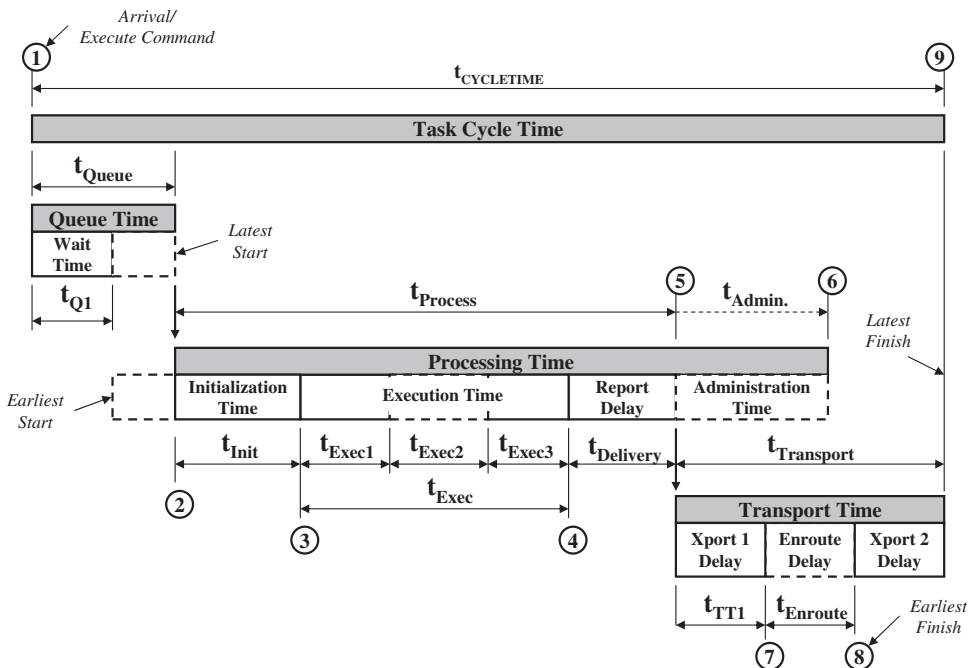 Arrival/
Execute Command
1
9
tCYCLETIME
Task Cycle Time
tQueue
Queue Time
Wait
Time
Latest
Start
tQ1
tProcess
5
tAdmin.
6
Latest
Finish
Processing Time
Earliest
Start
Initialization
Time
Execution Time
Report
Delay
Administration
Time
tInit
tExec1
tExec2
tExec3
tDelivery
tTransport
tExec
2
3
4
Transport Time
Xport 1
Delay
Enroute
Delay
Xport 2
Delay
tTT1
tEnroute
Earliest
Finish
7
8